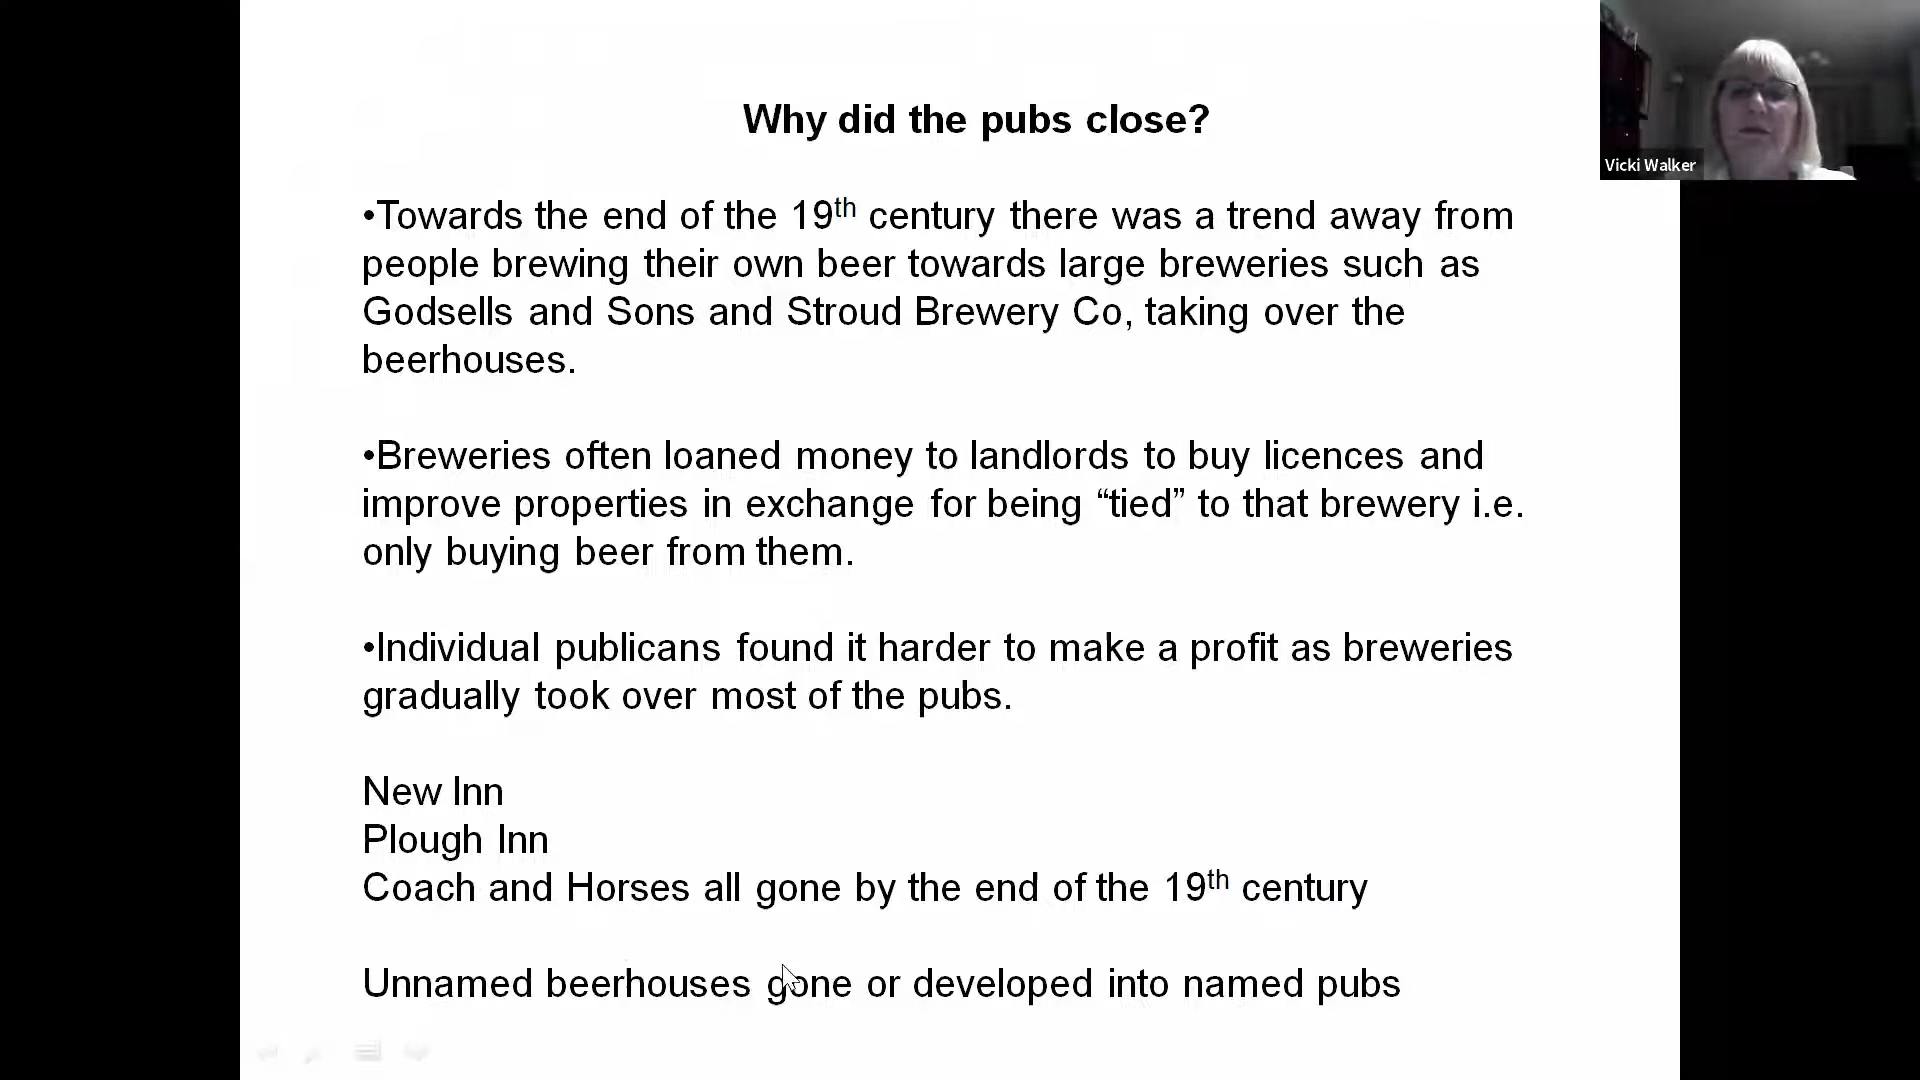 Why did the pubs close?
Vicki Walker
•Towards the end of the 19th century there was a trend away from
people brewing their own beer towards large breweries such as
Godsells and Sons and Stroud Brewery Co, taking over the
beerhouses.
•Breweries often loaned money to landlords to buy licences and
improve properties in exchange for being “tied” to that brewery i.e.
only buying beer from them.
•Individual publicans found it harder to make a profit as breweries
gradually took over most of the pubs.
New Inn
Plough Inn
Coach and Horses all gone by the end of the 19th century
Unnamed beerhouses gone or developed into named pubs